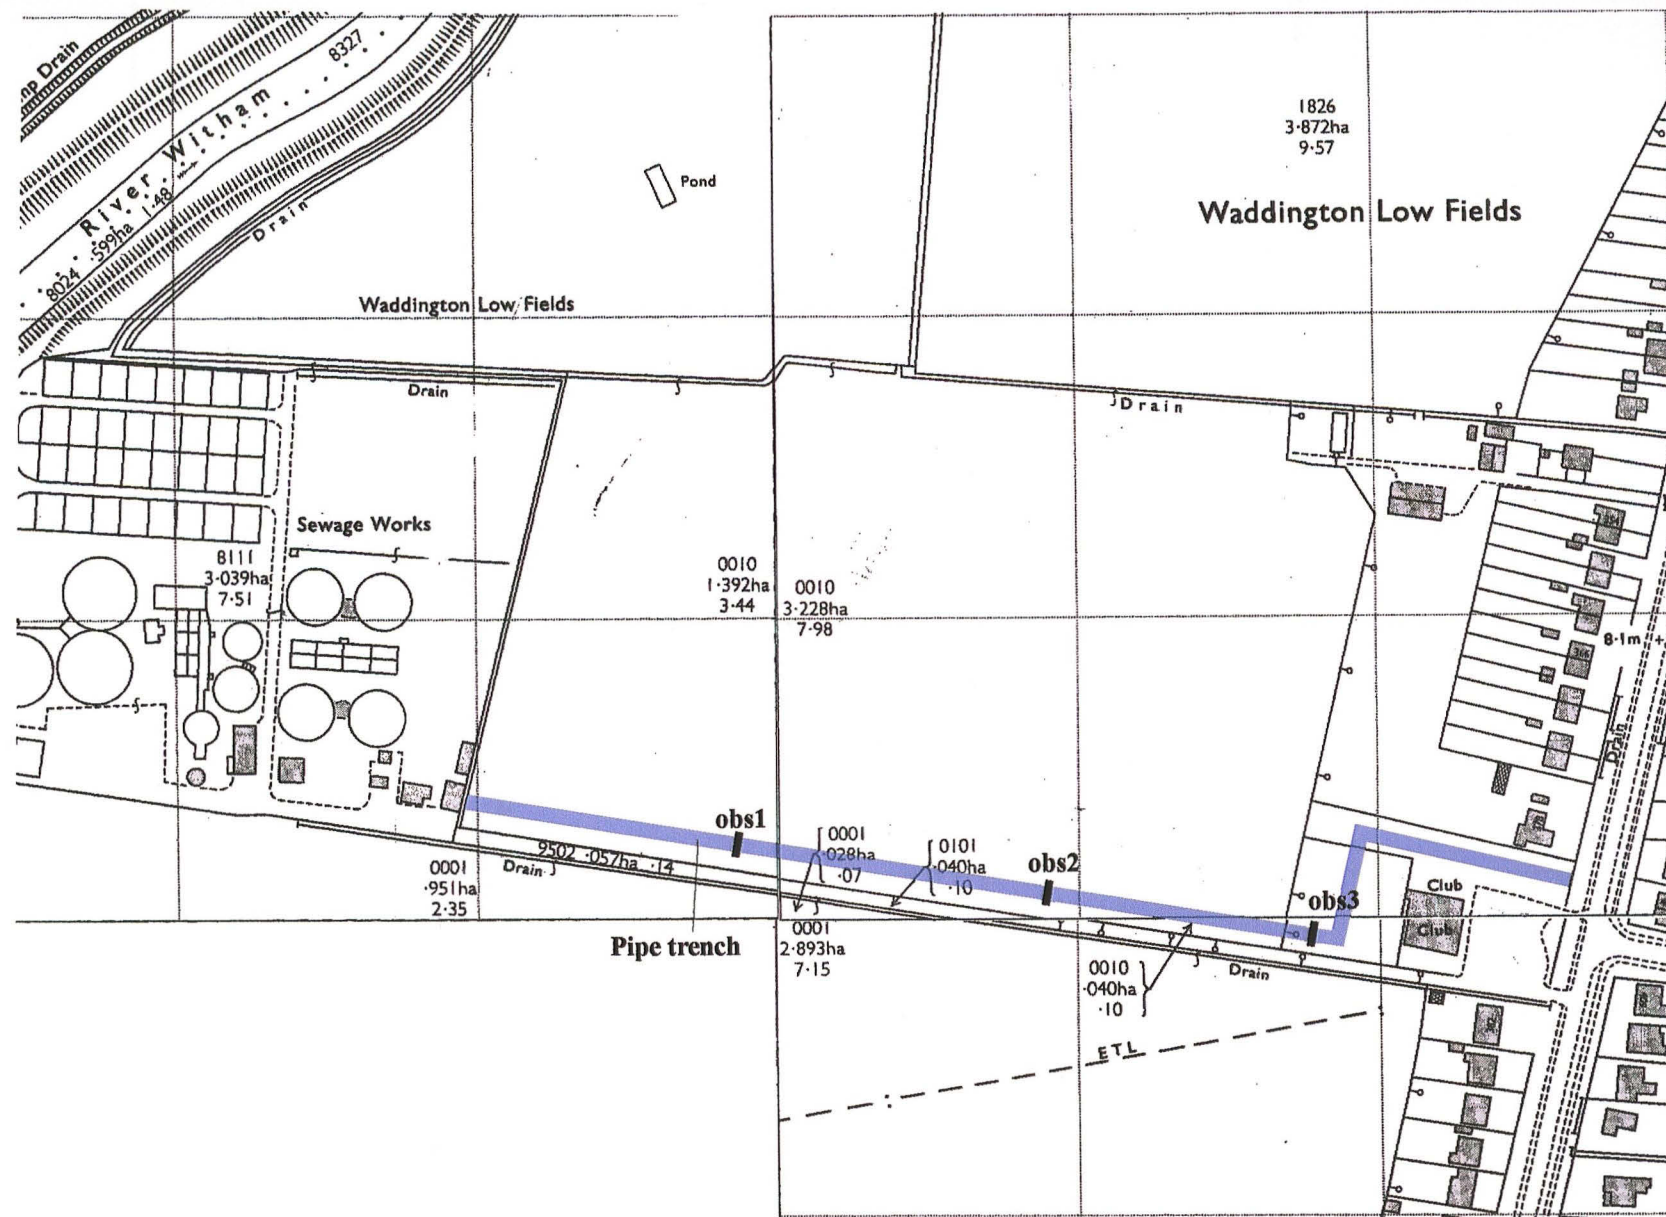 mp Drain
8327
River Witham
8024 .599ha 1.48
Drain
Pond
1826
3.872ha
9.57
Waddington Low Fields
Waddington Low Fields
Drain
Drain
Sewage Works
8111
3.039ha
7.51
0010
1.392ha
3.44
0010
3.228ha
7.98
8.1m +
366
Drain
obs1
0001
.028ha
.07
0101
.040ha
.10
obs2
obs3
Club
Club
9502 .057ha .14
Drain
0001
.951ha
2.35
Pipe trench
0001
2.893ha
7.15
0010
.040ha
.10
Drain
ETL